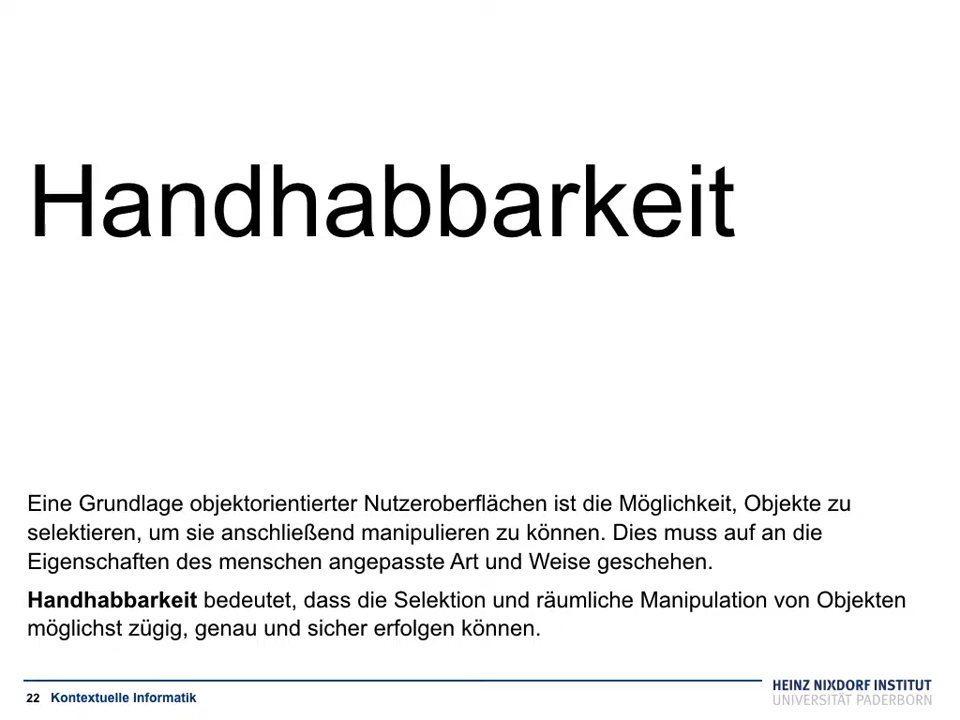 Handhabbarkeit
Eine Grundlage objektorientierter Nutzeroberflächen ist die Möglichkeit, Objekte zu
selektieren, um sie anschließend manipulieren zu können. Dies muss auf an die
Eigenschaften des menschen angepasste Art und Weise geschehen.
Handhabbarkeit bedeutet, dass die Selektion und räumliche Manipulation von Objekten
möglichst zügig, genau und sicher erfolgen können.
22 Kontextuelle Informatik
HEINZ NIXDORF INSTITUT
UNIVERSITÄT PADERBORN